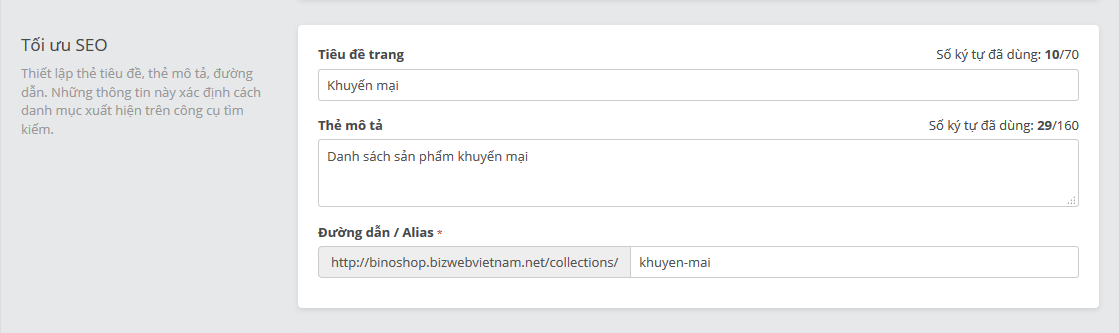 Tối ưu SEO
Thiết lập thẻ tiêu đề, thẻ mô tả, đường
dẫn. Những thông tin này xác định cách
danh mục xuất hiện trên công cụ tìm
kiếm.
Tiêu đề trang
Số ký tự đã dùng: 10/70
Khuyến mại
Thẻ mô tả
Số ký tự đã dùng: 29/160
Danh sách sản phẩm khuyến mại
Đường dẫn / Alias *
http://binoshop.bizwebvietnam.net/collections/ khuyen-mai